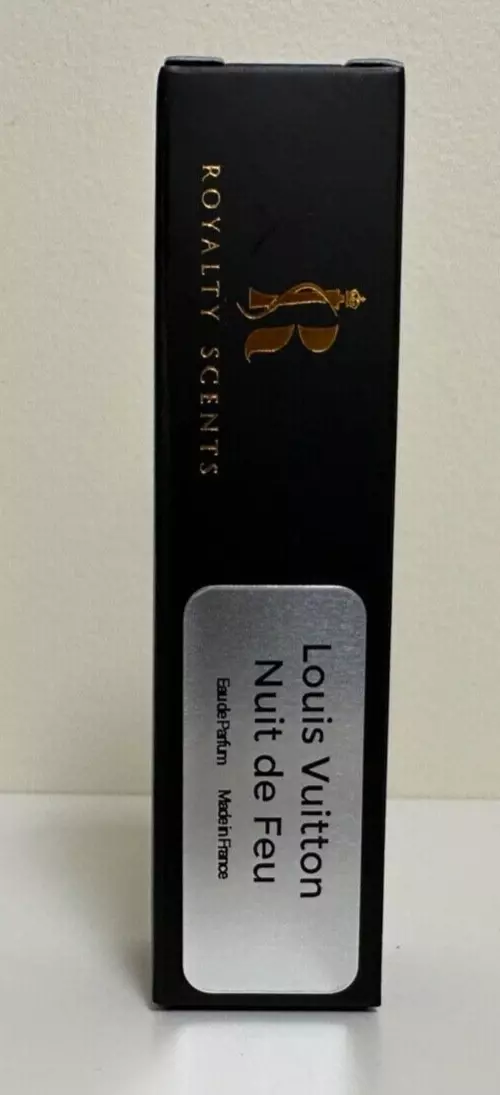 ROYALTY SCENTS
Louis Vuitton
Nuit de Feu
Eau de Parfum Made in France